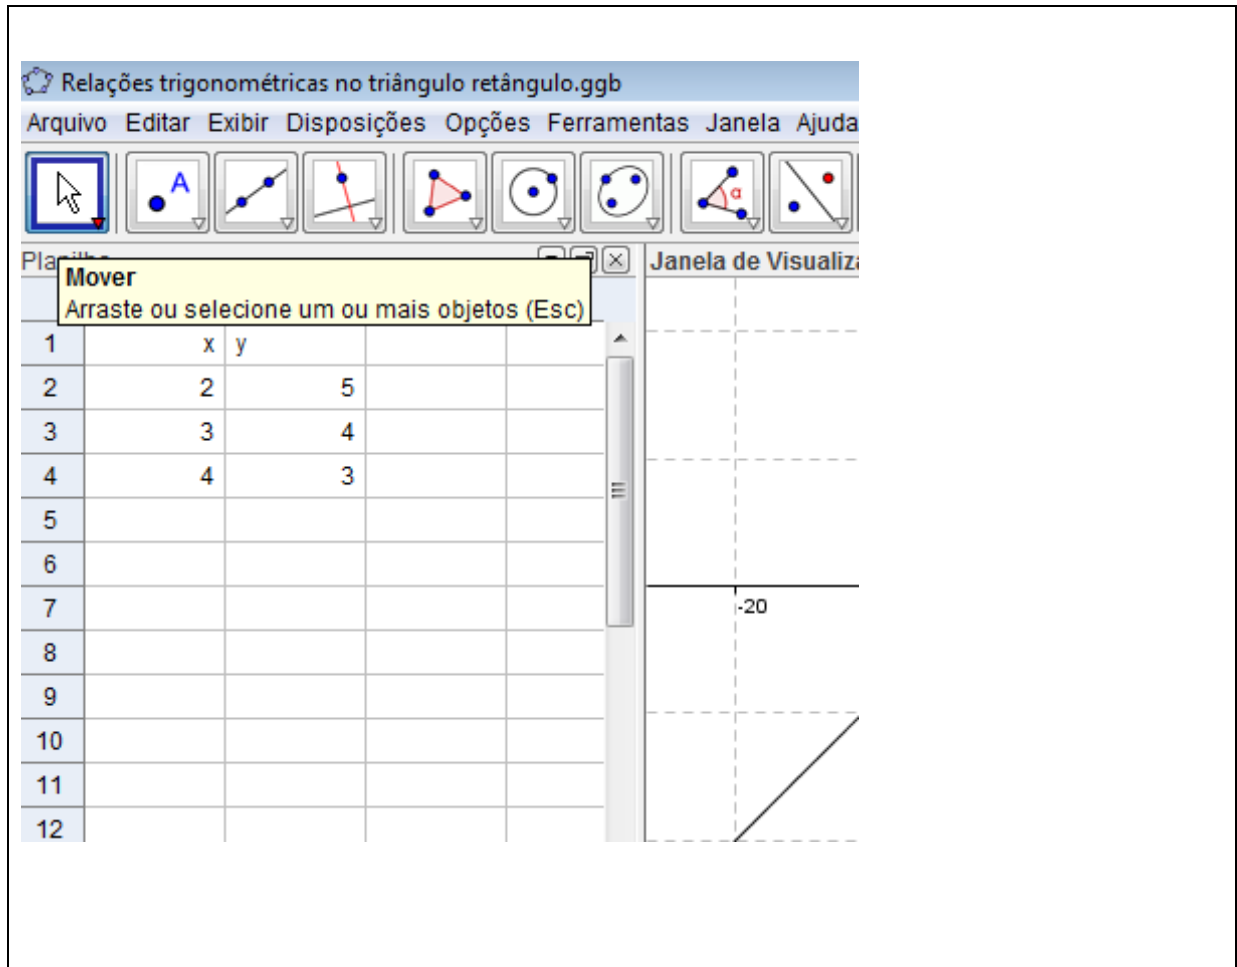 Relações trigonométricas no triângulo retângulo.ggb
Arquivo Editar Exibir Disposições Opções Ferramentas Janela Ajuda
A
α
Janela de Visualiza
Mover
Arraste ou selecione um ou mais objetos (Esc)
1 x y
2 2 5
3 3 4
4 4 3
5
6
7
-20
8
9
10
11
12